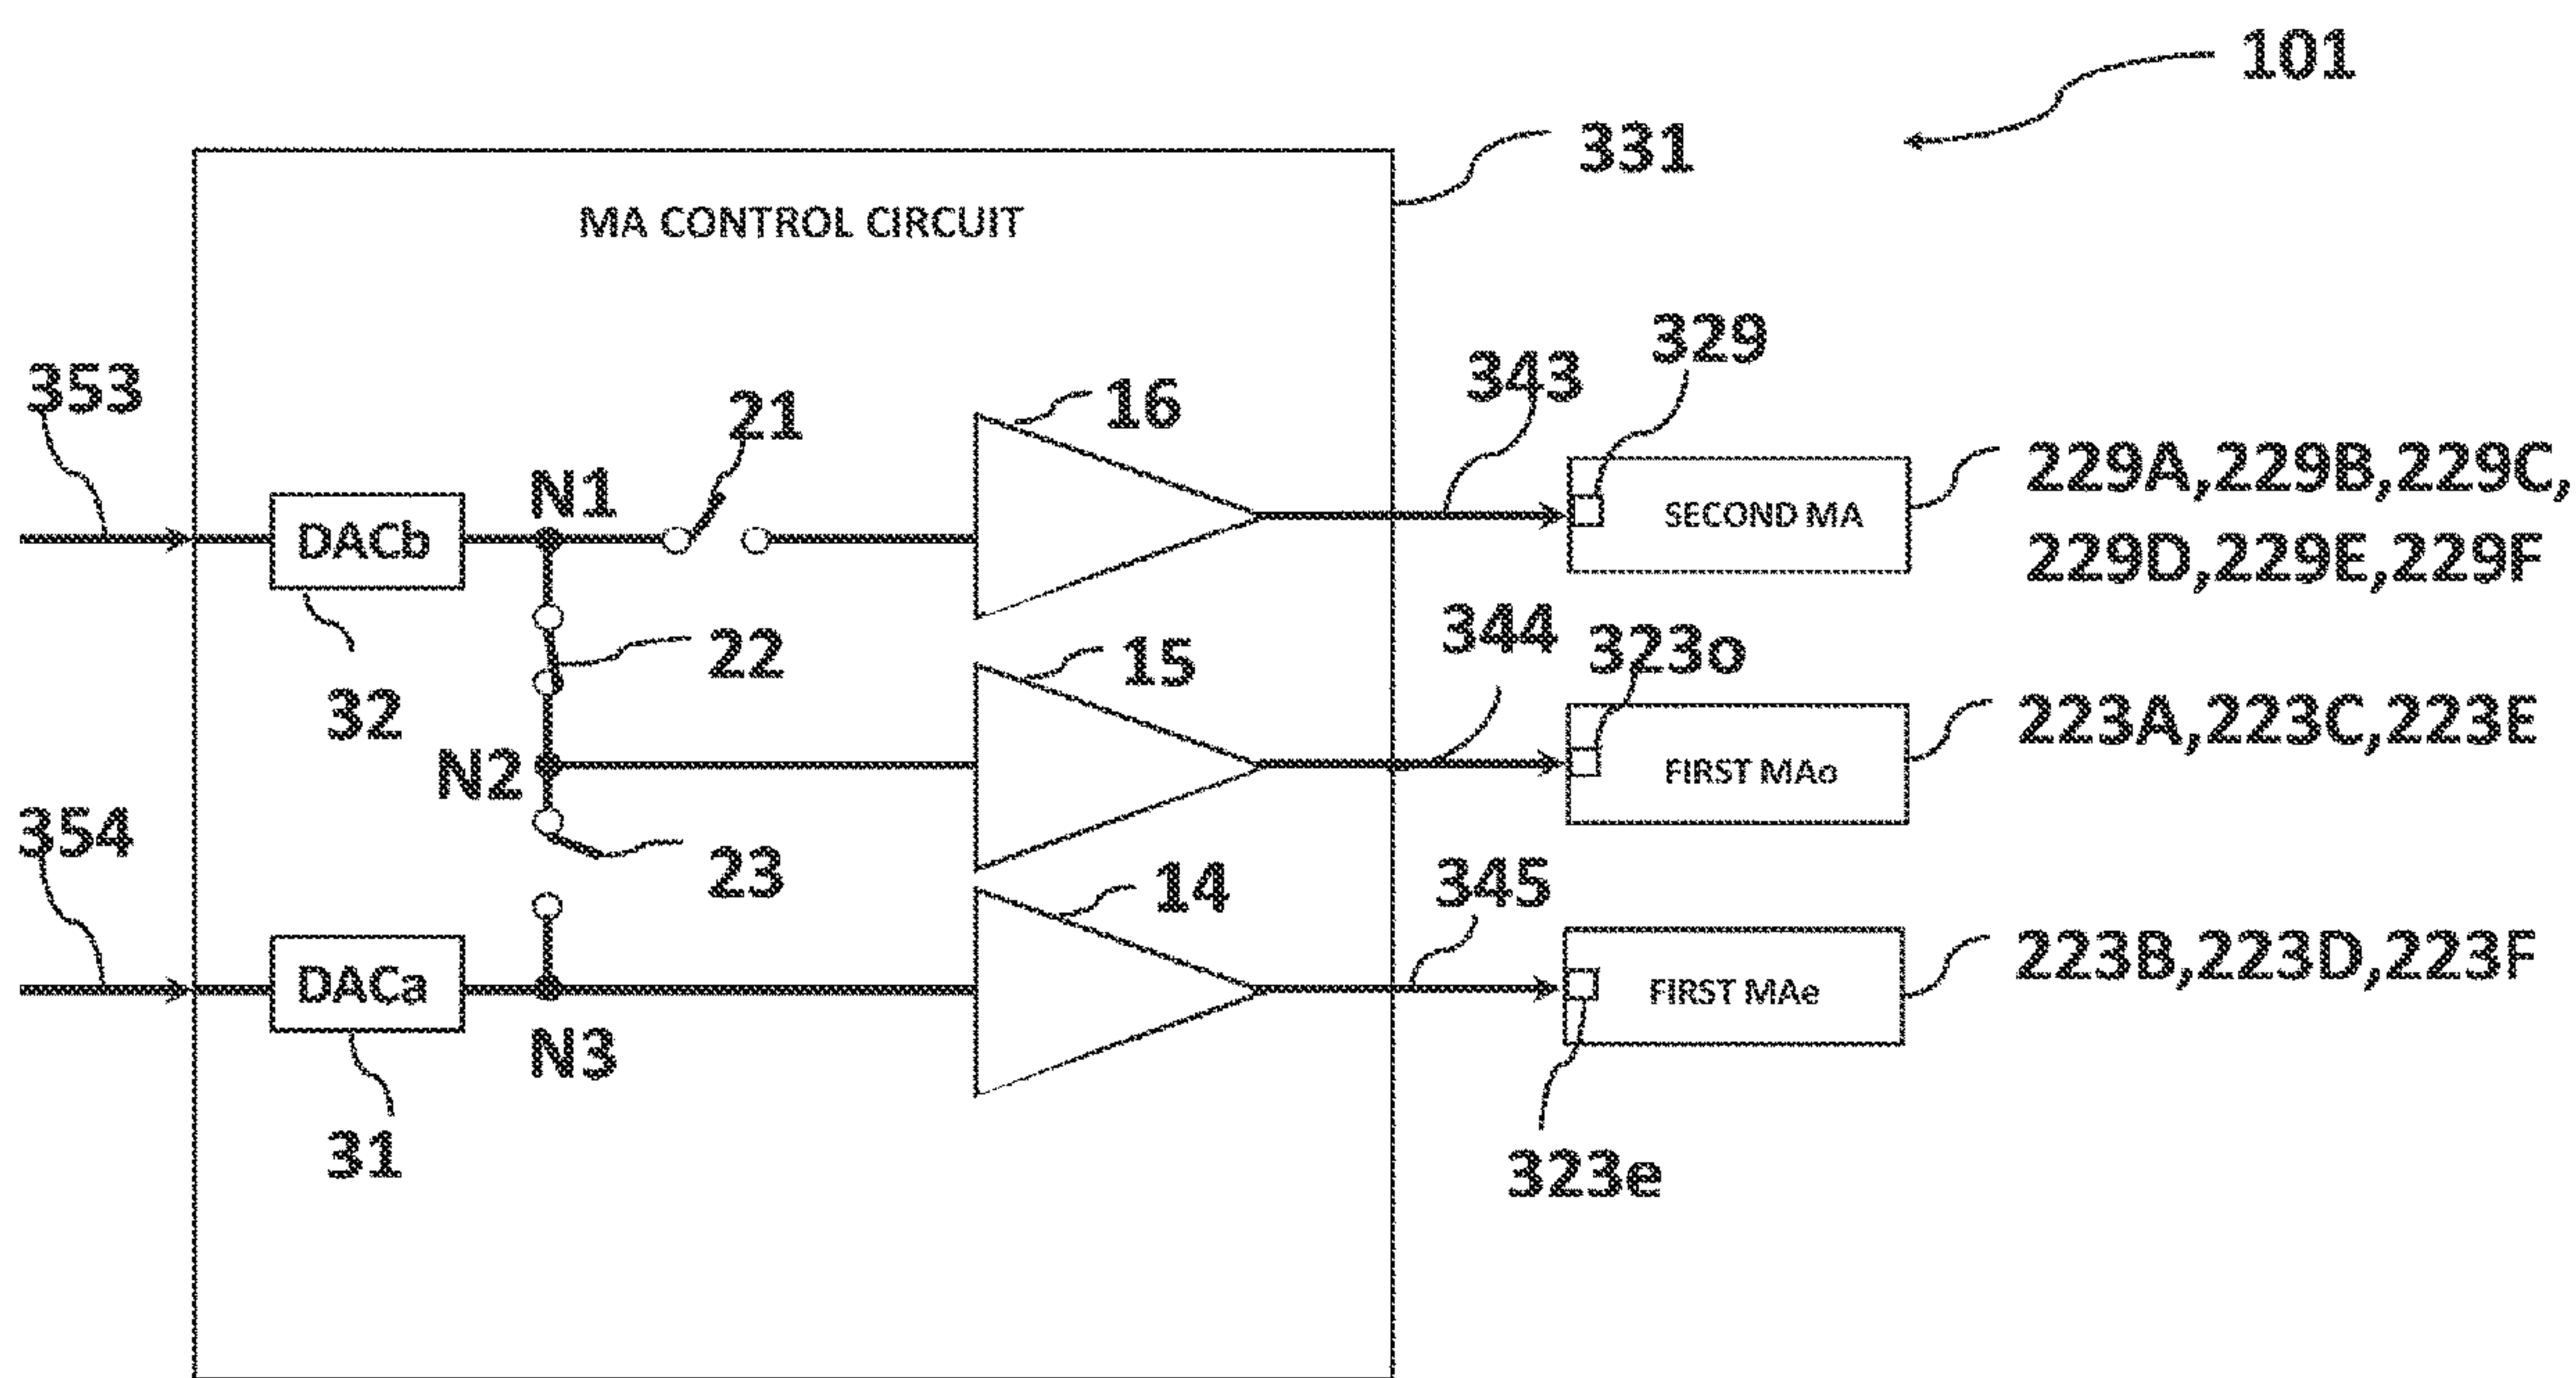 101
331
MA CONTROL CIRCUIT
353
21
16
343
329
N1
DACb
SECOND MA
229A,229B,229C,
229D,229E,229F
32
22
15
344
323o
N2
FIRST MAo
223A,223C,223E
354
23
14
345
DACa
FIRST MAe
223B,223D,223F
N3
31
323e